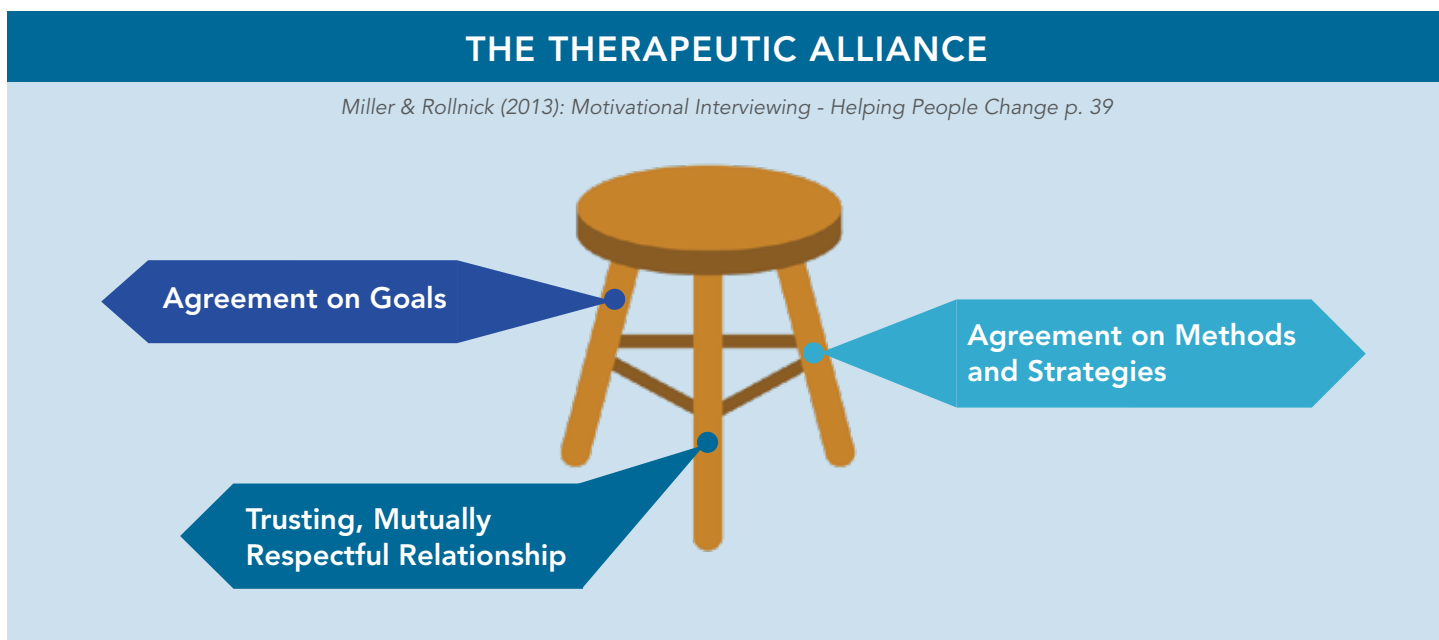 THE THERAPEUTIC ALLIANCE
Miller & Rollnick (2013): Motivational Interviewing - Helping People Change p. 39
Agreement on Goals
Agreement on Methods
and Strategies
Trusting, Mutually
Respectful Relationship